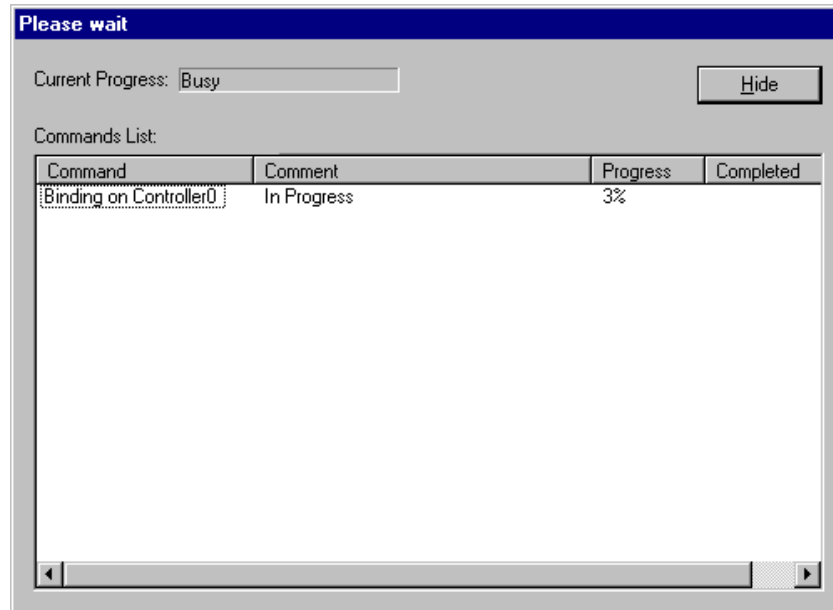 Please wait
Current Progress: Busy
Hide
Commands List:
Command Comment Progress Completed
Binding on Controller0 In Progress 3%